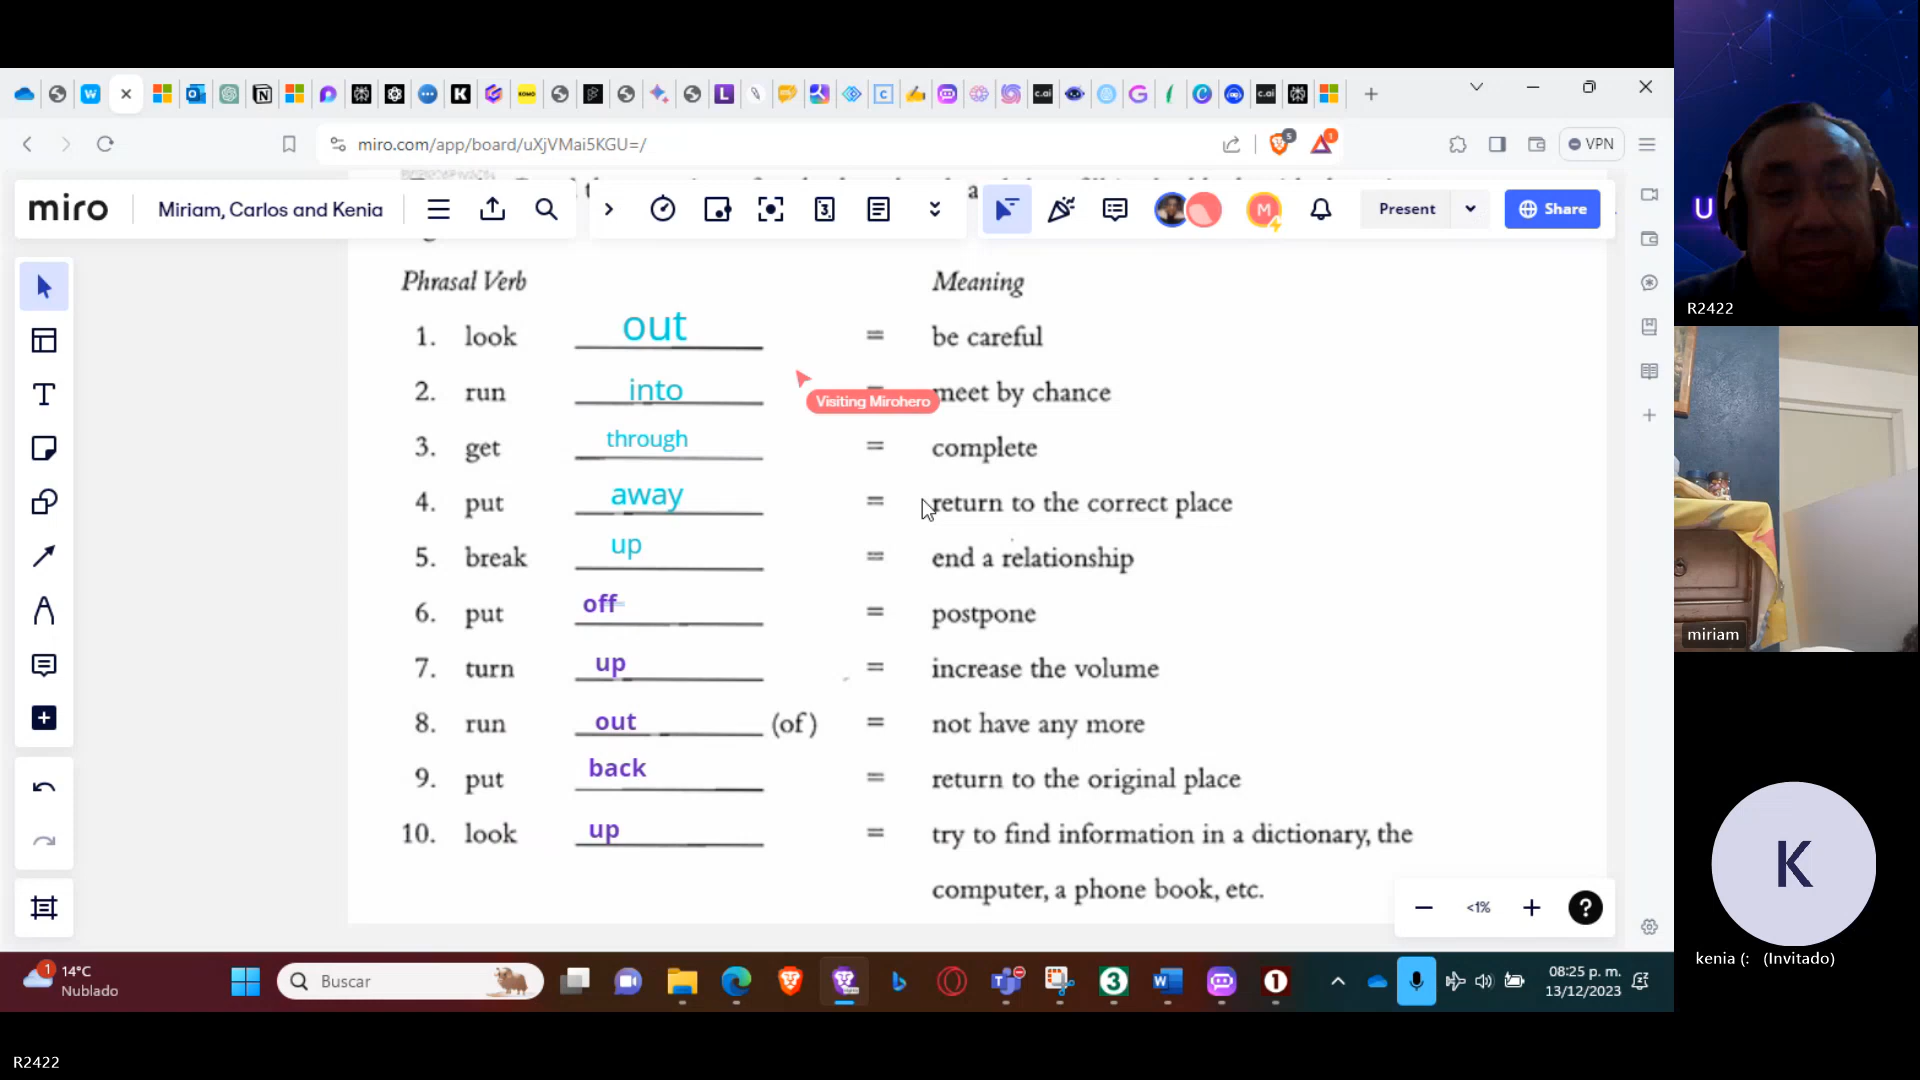 miro.com/app/board/uXjVMai5KGU=/
VPN
miro
Miriam, Carlos and Kenia
Present
Share
Phrasal Verb
Meaning
1. look out = be careful
2. run into = meet by chance
Visiting Mirohero
3. get through = complete
4. put away = return to the correct place
5. break up = end a relationship
6. put off = postpone
7. turn up = increase the volume
8. run out (of) = not have any more
9. put back = return to the original place
10. look up = try to find information in a dictionary, the
computer, a phone book, etc.
<1%
14°C
Nublado
Buscar
08:25 p. m.
13/12/2023
R2422
miriam
K
kenia (: (Invitado)
R2422